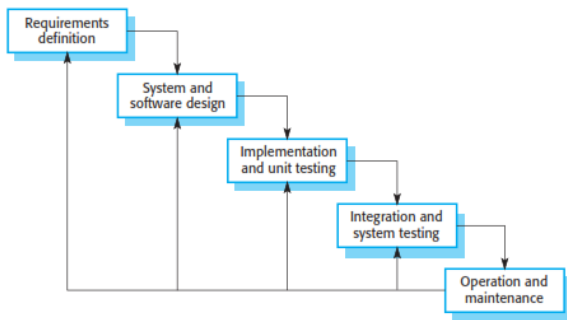 Requirements
definition
System and
software design
Implementation
and unit testing
Integration and
system testing
Operation and
maintenance